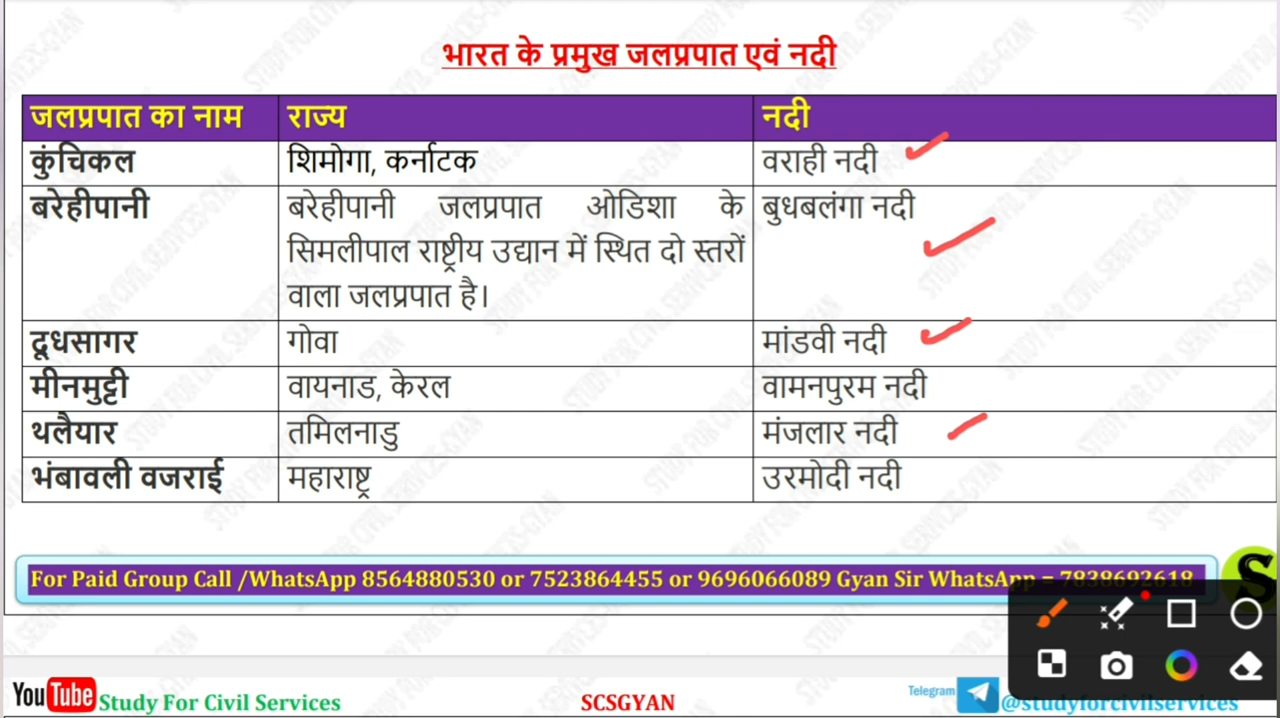 भारत के प्रमुख जलप्रपात एवं नदी
जलप्रपात का नाम राज्य नदी
कुंचिकल शिमोगा, कर्नाटक वराही नदी
बरेहीपानी बरेहीपानी जलप्रपात ओडिशा के बुधबलंगा नदी
सिमलीपाल राष्ट्रीय उद्यान में स्थित दो स्तरों
वाला जलप्रपात है।
दूधसागर गोवा मांडवी नदी
मीनमुट्टी वायनाड, केरल वामनपुरम नदी
थलैयार तमिलनाडु मंजलार नदी
भंबावली वजराई महाराष्ट्र उरमोदी नदी
For Paid Group Call /WhatsApp 8564880530 or 7523864455 or 9696066089 Gyan Sir WhatsApp = 7838692618
S
YouTube Study For Civil Services SCSGYAN Telegram @studyforcivilservices